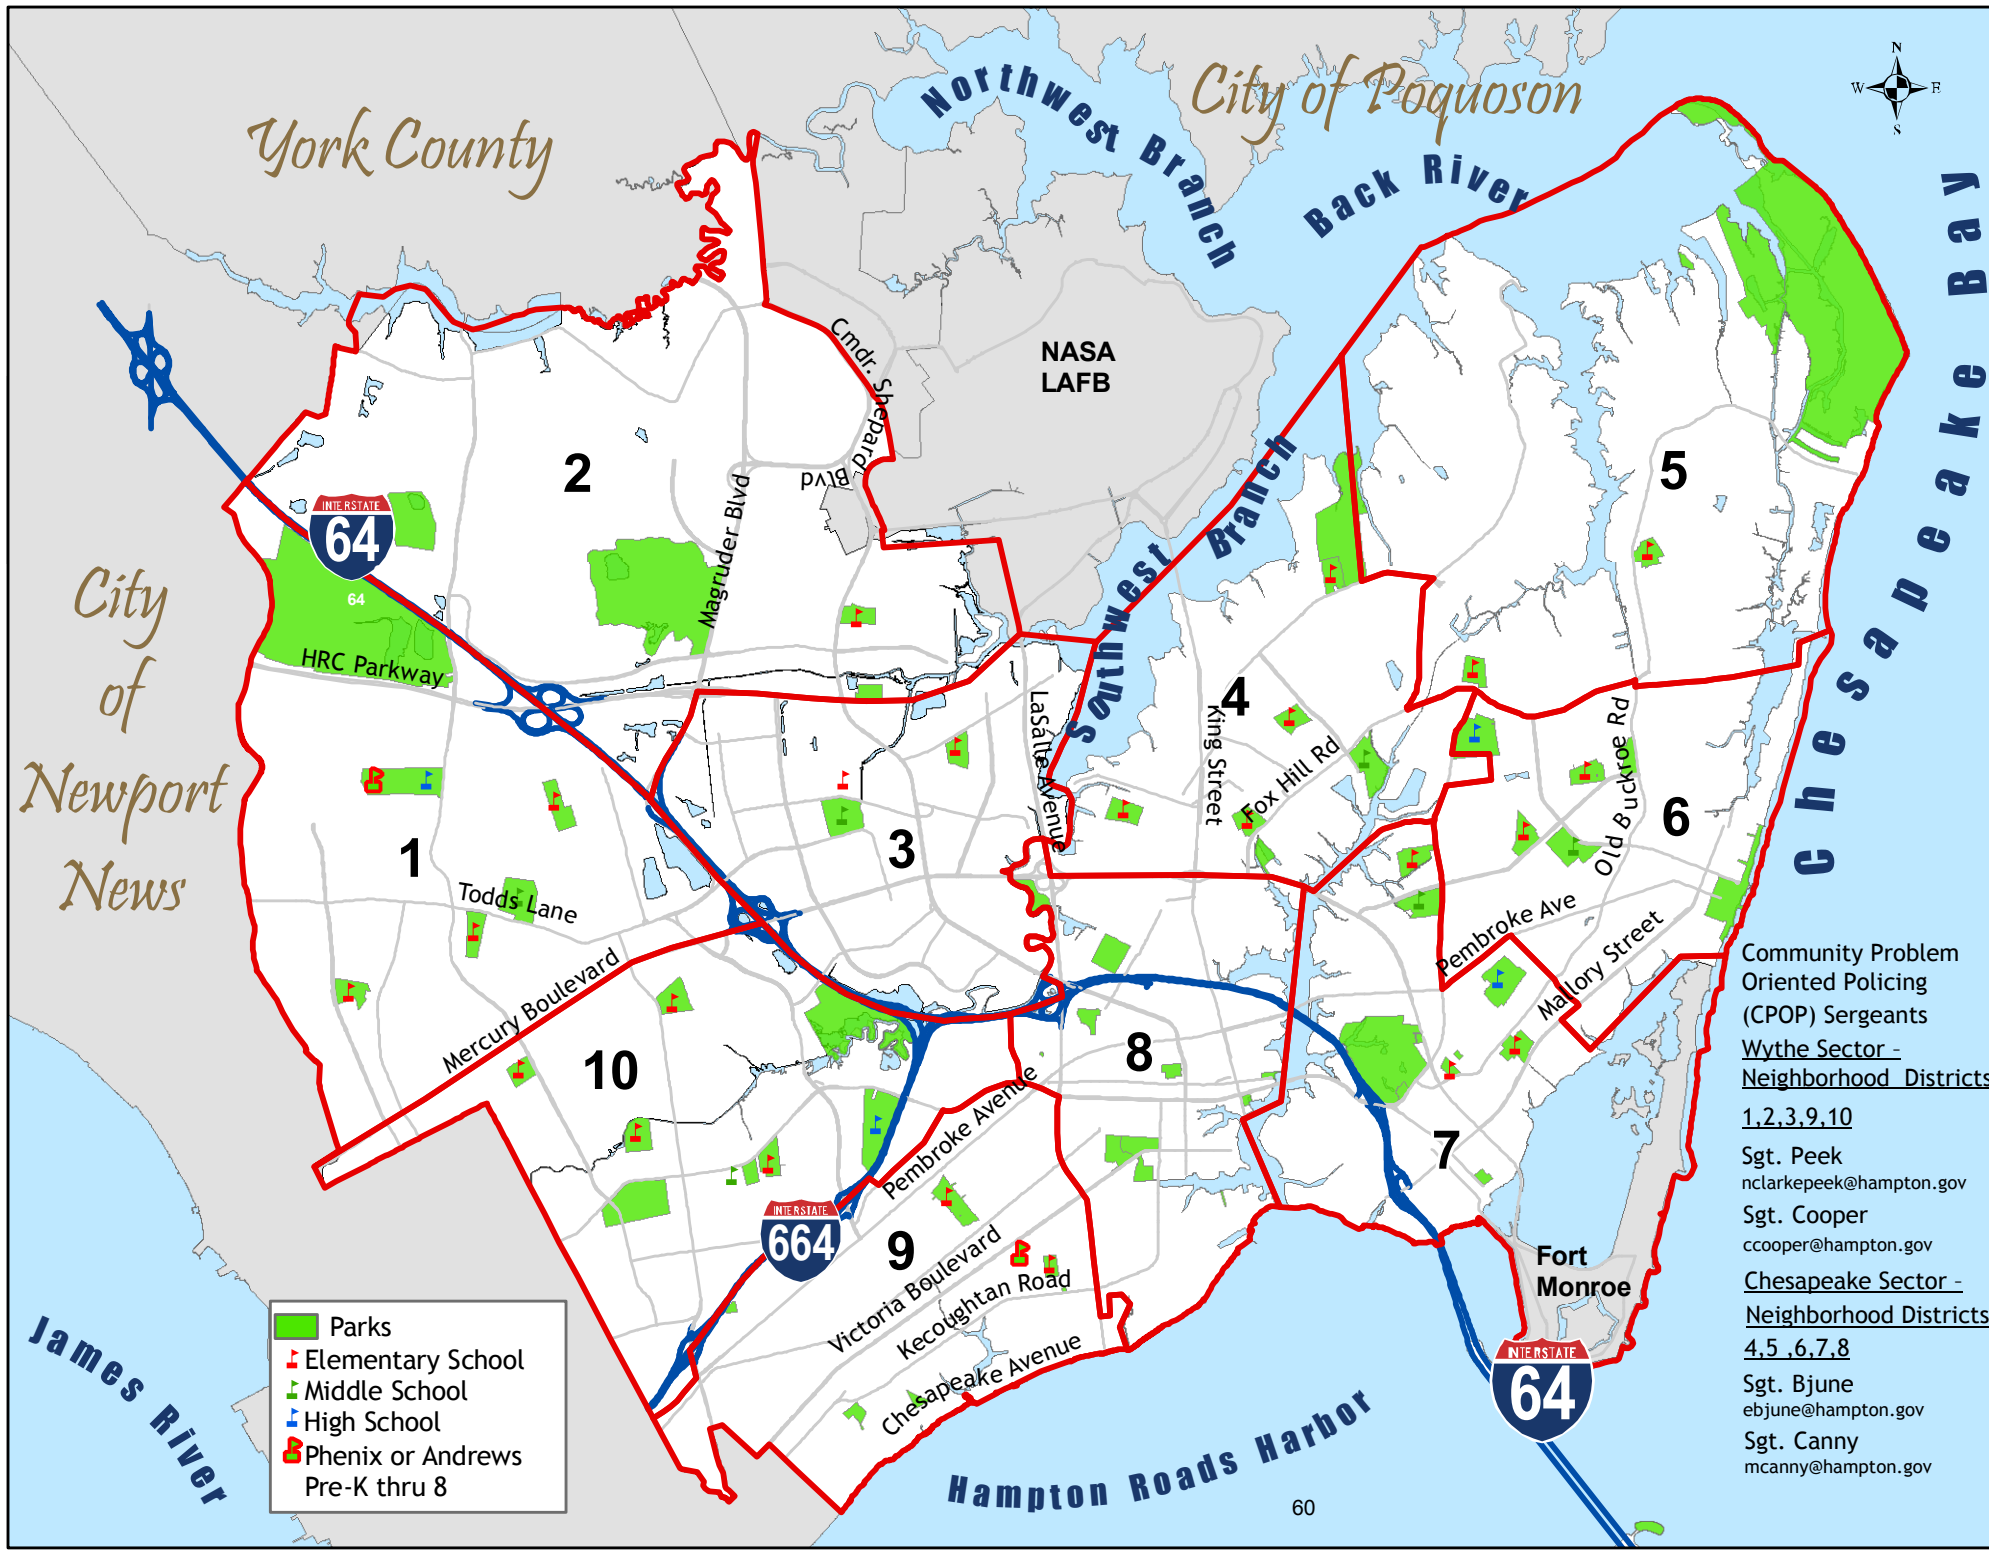 York County
Northwest Branch
City of Poquoson
N
W
E
S
Back River
Chesapeake Bay
NASA
LAFB
Cmdr. Shepard
Blvd
2
5
INTERSTATE
64
64
Magruder Blvd
Southwest Branch
City
of
Newport
News
HRC Parkway
LaSalle Avenue
4
King Street
Fox Hill Rd
Old Buckroe Rd
6
1
3
Todds Lane
Pembroke Ave
Mallory Street
Mercury Boulevard
10
8
7
Pembroke Avenue
INTERSTATE
664
9
Victoria Boulevard
Kecoughtan Road
Chesapeake Avenue
Fort
Monroe
INTERSTATE
64
James River
Hampton Roads Harbor
60
Parks
Elementary School
Middle School
High School
Phenix or Andrews
Pre-K thru 8
Community Problem
Oriented Policing
(CPOP) Sergeants
Wythe Sector -
Neighborhood Districts
1,2,3,9,10
Sgt. Peek
nclarkepeek@hampton.gov
Sgt. Cooper
ccooper@hampton.gov
Chesapeake Sector -
Neighborhood Districts
4,5 ,6,7,8
Sgt. Bjune
ebjune@hampton.gov
Sgt. Canny
mcanny@hampton.gov